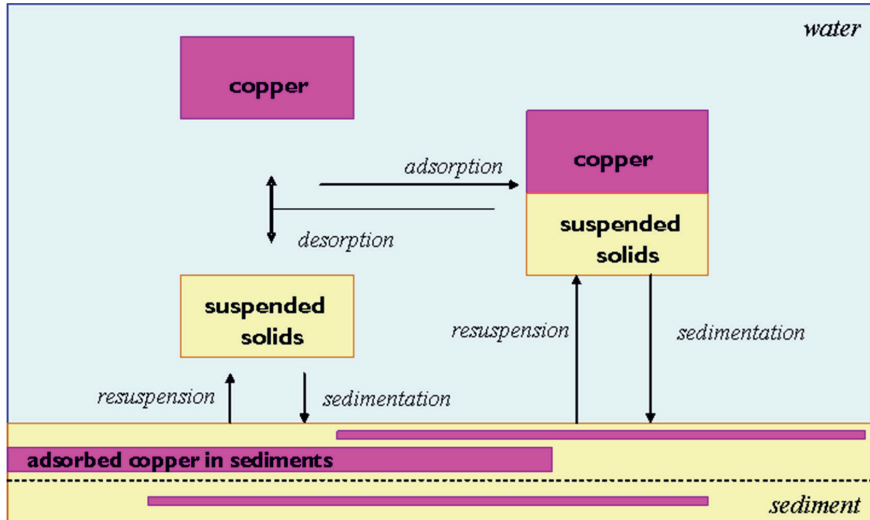 water
copper
copper
adsorption
desorption
suspended
solids
suspended
solids
resuspension
sedimentation
resuspension
sedimentation
adsorbed copper in sediments
sediment